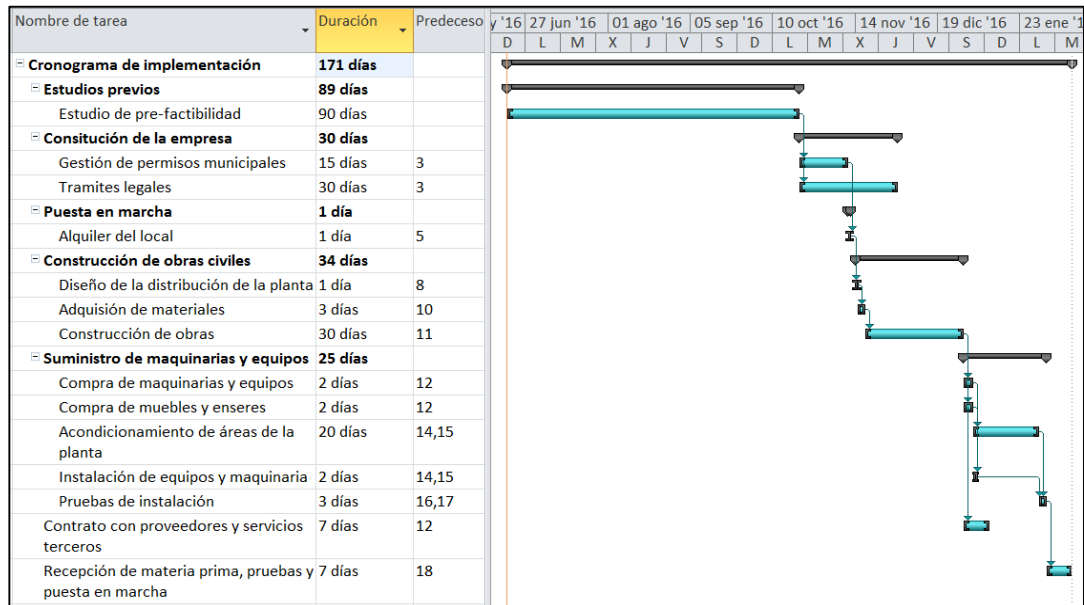 Nombre de tarea Duración Predeceso y '16 27 jun '16 01 ago '16 05 sep '16 10 oct '16 14 nov '16 19 dic '16 23 ene '1
D L M X J V S D L M X J V S D L M
Cronograma de implementación 171 días
Estudios previos 89 días
Estudio de pre-factibilidad 90 días
Consitución de la empresa 30 días
Gestión de permisos municipales 15 días 3
Tramites legales 30 días 3
Puesta en marcha 1 día
Alquiler del local 1 día 5
Construcción de obras civiles 34 días
Diseño de la distribución de la planta 1 día 8
Adquisión de materiales 3 días 10
Construcción de obras 30 días 11
Suministro de maquinarias y equipos 25 días
Compra de maquinarias y equipos 2 días 12
Compra de muebles y enseres 2 días 12
Acondicionamiento de áreas de la 20 días 14,15
planta
Instalación de equipos y maquinaria 2 días 14,15
Pruebas de instalación 3 días 16,17
Contrato con proveedores y servicios 7 días 12
terceros
Recepción de materia prima, pruebas y 7 días 18
puesta en marcha